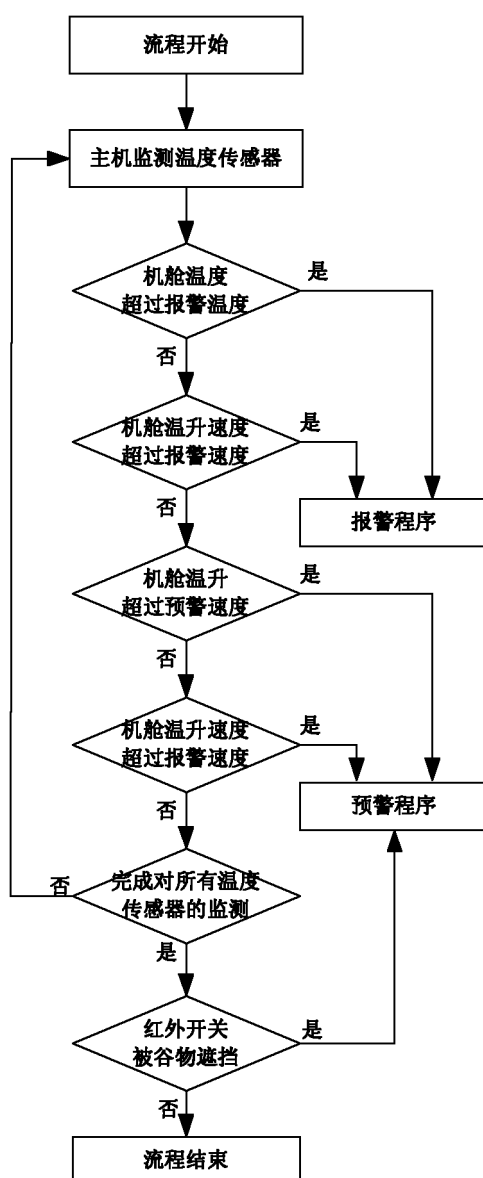 流程开始
主机监测温度传感器
机舱温度
超过报警温度
是
否
机舱温升速度
超过报警速度
是
报警程序
否
机舱温升
超过预警速度
是
否
机舱温升速度
超过报警速度
是
预警程序
否
完成对所有温度
传感器的监测
否
是
红外开关
被谷物遮挡
是
否
流程结束